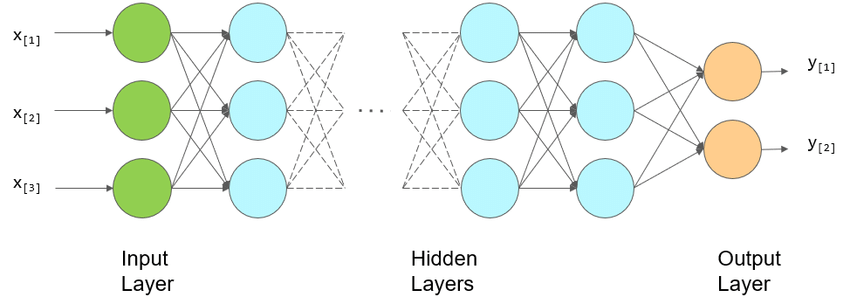 x[1]
y[1]
x[2]
...
y[2]
x[3]
Input
Layer
Hidden
Layers
Output
Layer